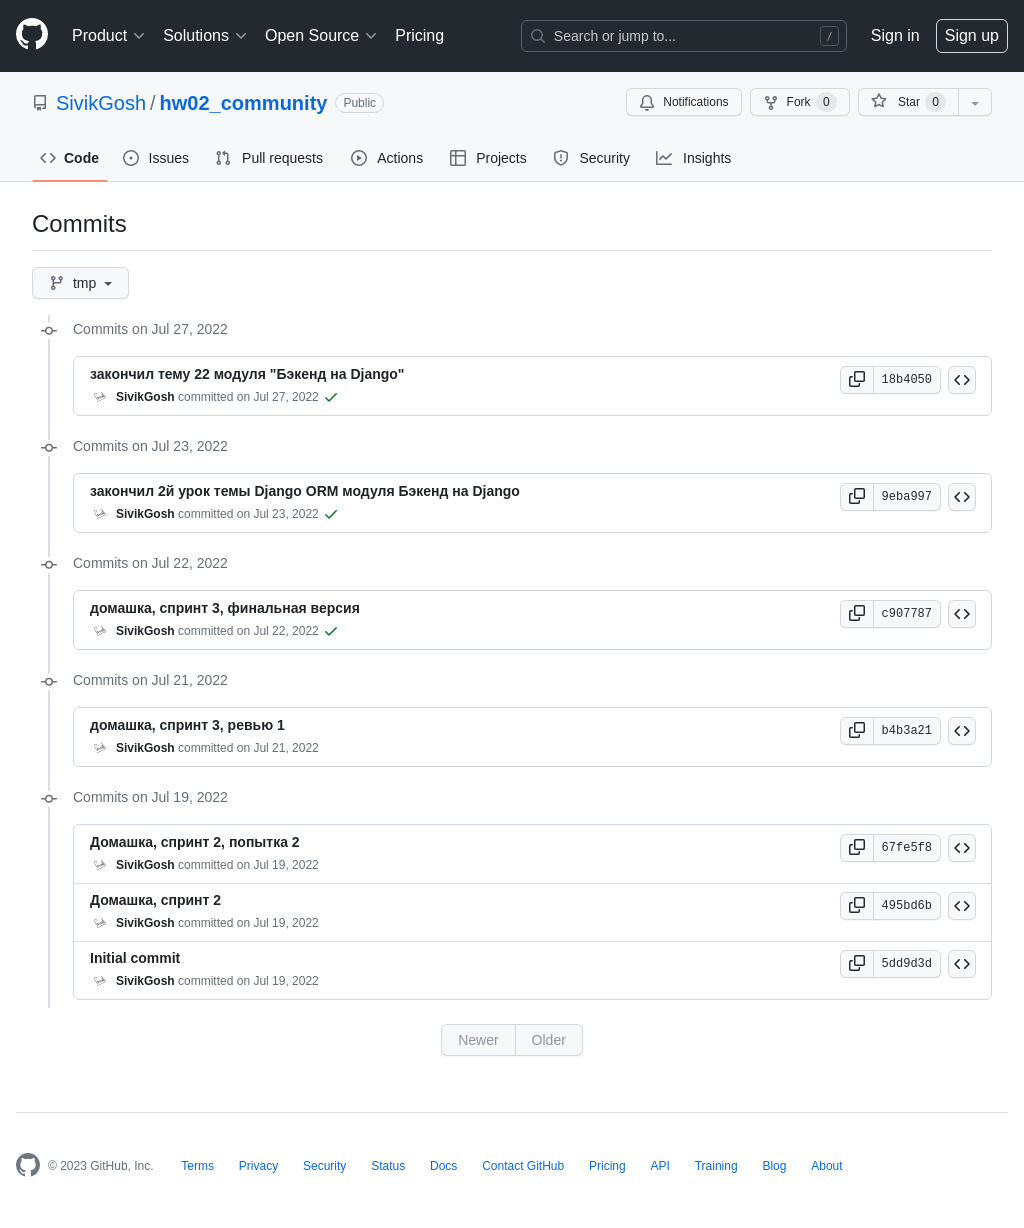 Product Solutions Open Source Pricing Search or jump to... / Sign in Sign up
SivikGosh / hw02_community Public Notifications Fork 0 Star 0
Code Issues Pull requests Actions Projects Security Insights
Commits
tmp
Commits on Jul 27, 2022
закончил тему 22 модуля "Бэкенд на Django"
18b4050
SivikGosh committed on Jul 27, 2022
Commits on Jul 23, 2022
закончил 2й урок темы Django ORM модуля Бэкенд на Django
9eba997
SivikGosh committed on Jul 23, 2022
Commits on Jul 22, 2022
домашка, спринт 3, финальная версия
c907787
SivikGosh committed on Jul 22, 2022
Commits on Jul 21, 2022
домашка, спринт 3, ревью 1
b4b3a21
SivikGosh committed on Jul 21, 2022
Commits on Jul 19, 2022
Домашка, спринт 2, попытка 2
67fe5f8
SivikGosh committed on Jul 19, 2022
Домашка, спринт 2
495bd6b
SivikGosh committed on Jul 19, 2022
Initial commit
5dd9d3d
SivikGosh committed on Jul 19, 2022
Newer Older
© 2023 GitHub, Inc. Terms Privacy Security Status Docs Contact GitHub Pricing API Training Blog About